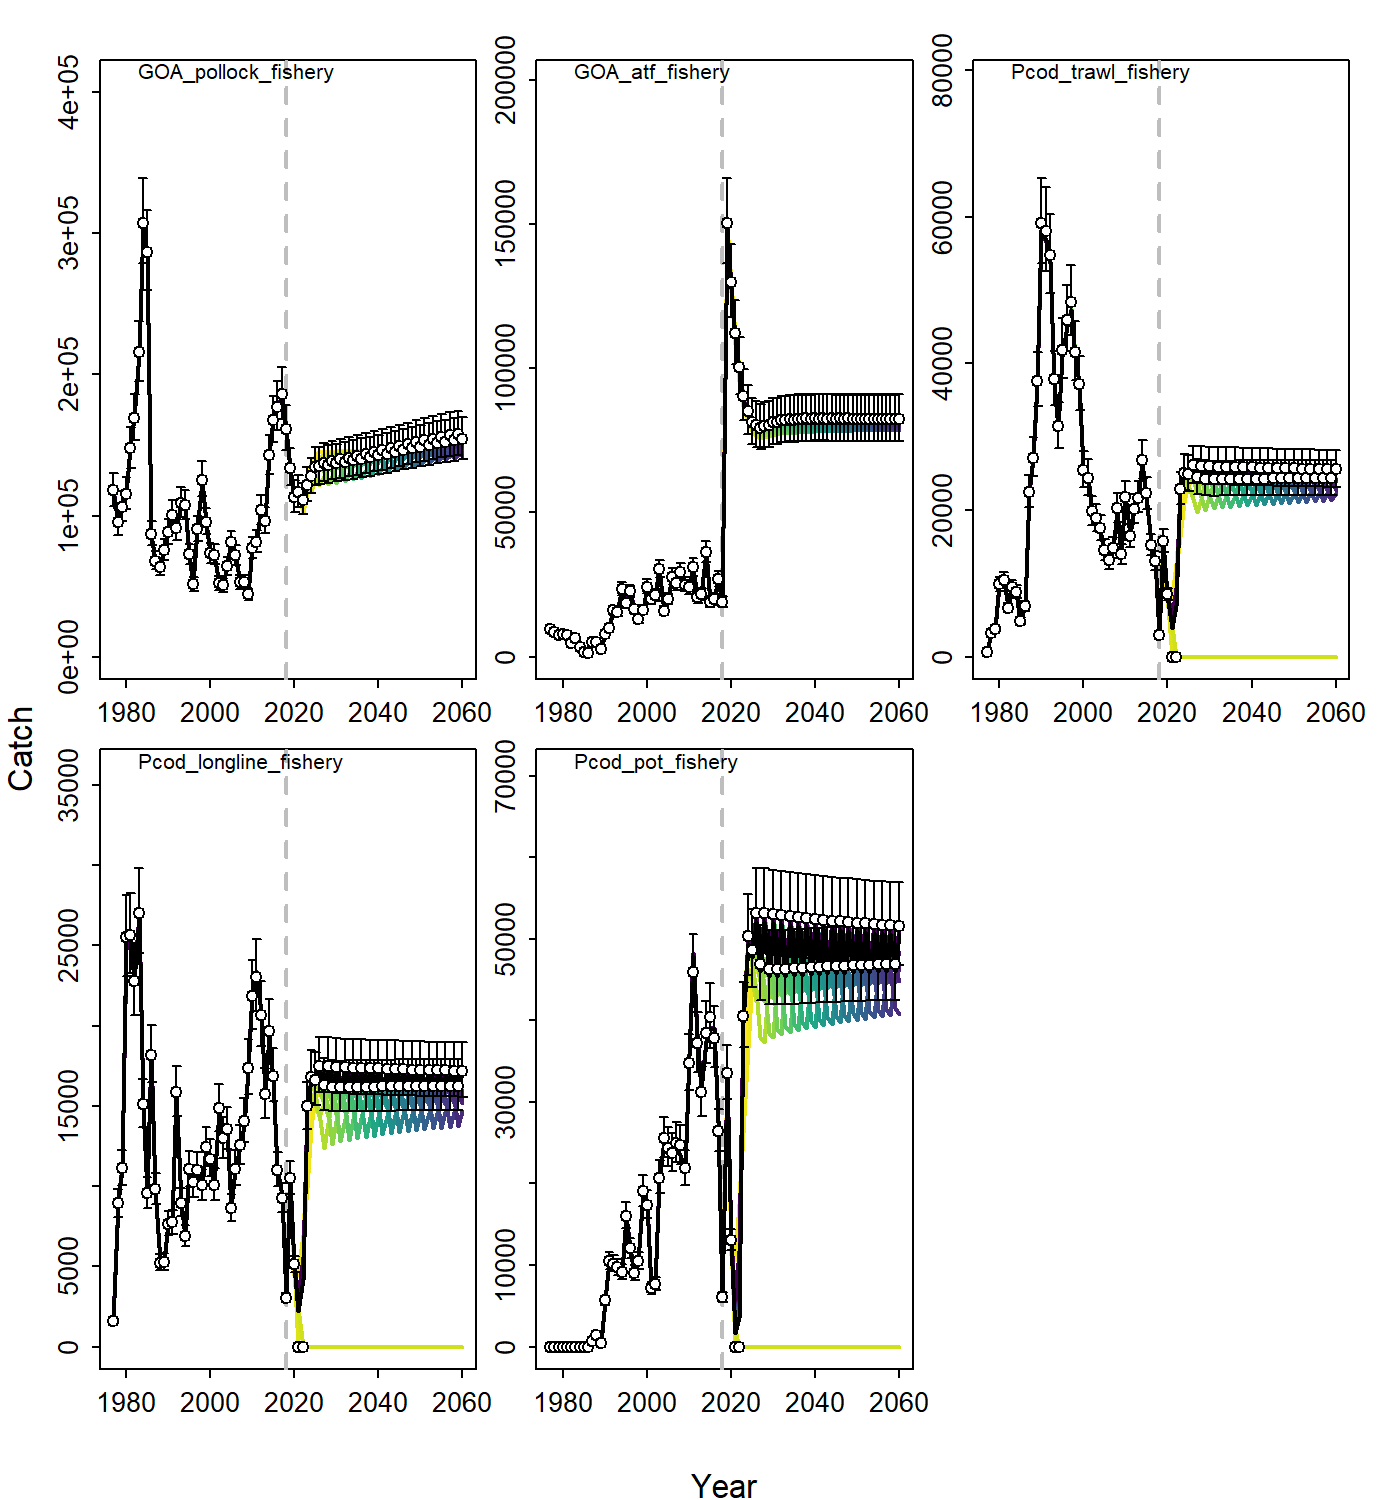 GOA_pollock_fishery
0e+00 1e+05 2e+05 3e+05 4e+05
1980 2000 2020 2040 2060
GOA_atf_fishery
0 50000 100000 150000 200000
1980 2000 2020 2040 2060
Pcod_trawl_fishery
0 20000 40000 60000 80000
1980 2000 2020 2040 2060
Catch
Pcod_longline_fishery
0 5000 15000 25000 35000
1980 2000 2020 2040 2060
Pcod_pot_fishery
0 10000 30000 50000 70000
1980 2000 2020 2040 2060
Year